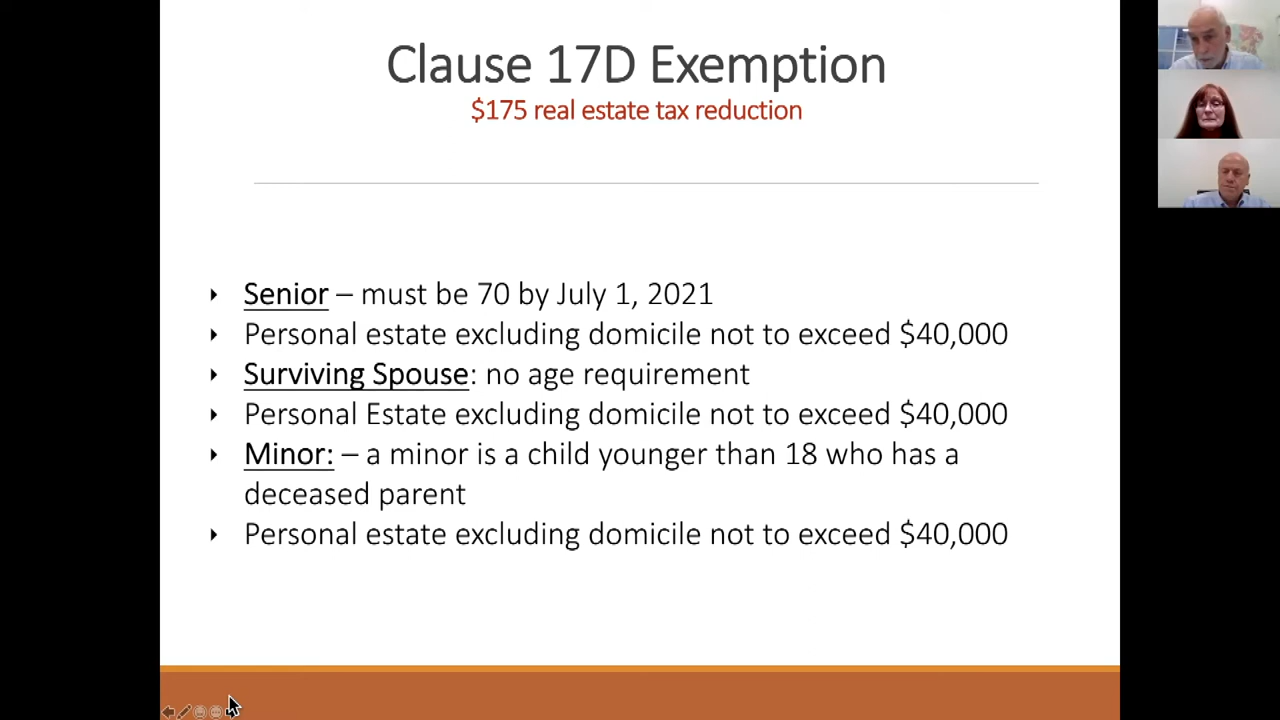 Clause 17D Exemption
$175 real estate tax reduction
Senior – must be 70 by July 1, 2021
Personal estate excluding domicile not to exceed $40,000
Surviving Spouse: no age requirement
Personal Estate excluding domicile not to exceed $40,000
Minor: – a minor is a child younger than 18 who has a
deceased parent
Personal estate excluding domicile not to exceed $40,000